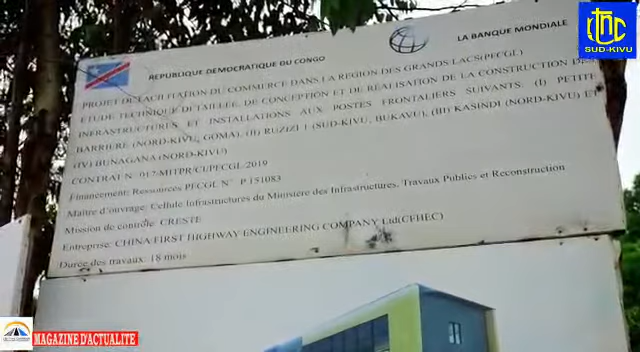 RTNC
SUD-KIVU
REPUBLIQUE DEMOCRATIQUE DU CONGO
LA BANQUE MONDIALE
PROJET DE FACILITATION DU COMMERCE DANS LA REGION DES GRANDS LACS(PFCGL)
ETUDE TECHNIQUE DETAILLEE, DE CONCEPTION ET DE REALISATION DE LA CONSTRUCTION DES
INFRASTRUCTURES ET INSTALLATIONS AUX POSTES FRONTALIERS SUIVANTS: (I) PETITE
BARRIERE (NORD-KIVU, GOMA), (II) RUZIZI 1 (SUD-KIVU, BUKAVU), (III) KASINDI (NORD-KIVU) ET
(IV) BUNAGANA (NORD-KIVU)
CONTRAT N° 017/MITPR/CI/PFCGL/2019
Financement: Ressources PFCGL N° P 151083
Maître d'ouvrage: Cellule Infrastructures du Ministère des Infrastructures, Travaux Publics et Reconstruction
Mission de contrôle: CRESTE
Entreprise: CHINA FIRST HIGHWAY ENGINEERING COMPANY Ltd(CFHEC)
Durée des travaux: 18 mois
MAGAZINE D'ACTUALITE